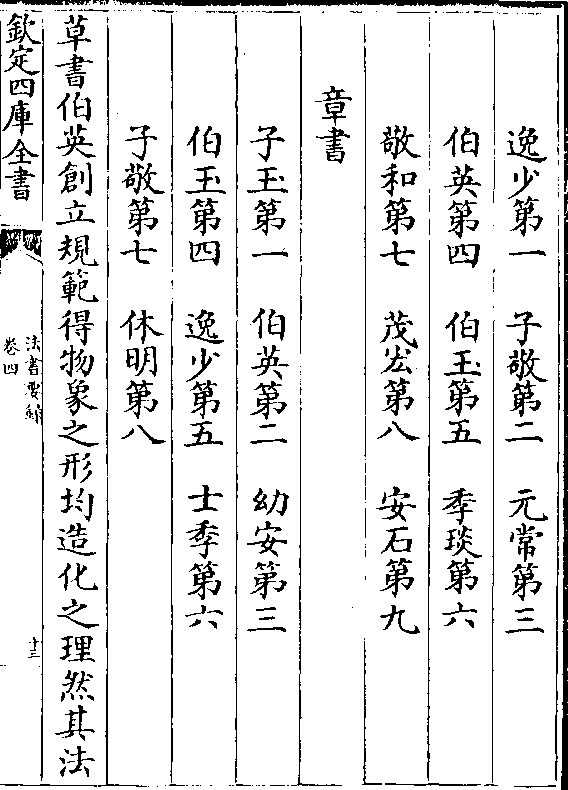 逸少第一　子敬第二　元常第三
伯英第四　伯玉第五　季琰第六
敬和第七　茂宏第八　安石第九
章書
子玉第一　伯英第二　幼安第三
伯玉第四　逸少第五　士季第六
子敬第七　休明第八
草書伯英創立規範得物象之形均造化之理然其法
欽定四庫全書
法書要錄
卷四
十三